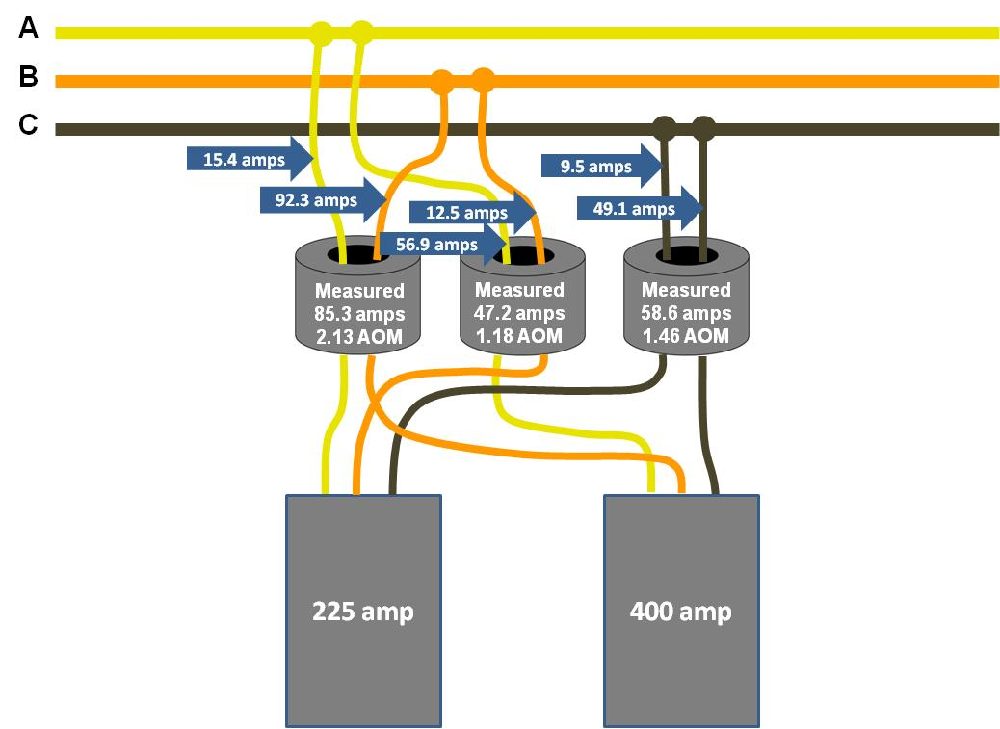 A
B
C
15.4 amps
9.5 amps
92.3 amps
12.5 amps
49.1 amps
56.9 amps
Measured
85.3 amps
2.13 AOM
Measured
47.2 amps
1.18 AOM
Measured
58.6 amps
1.46 AOM
225 amp
400 amp